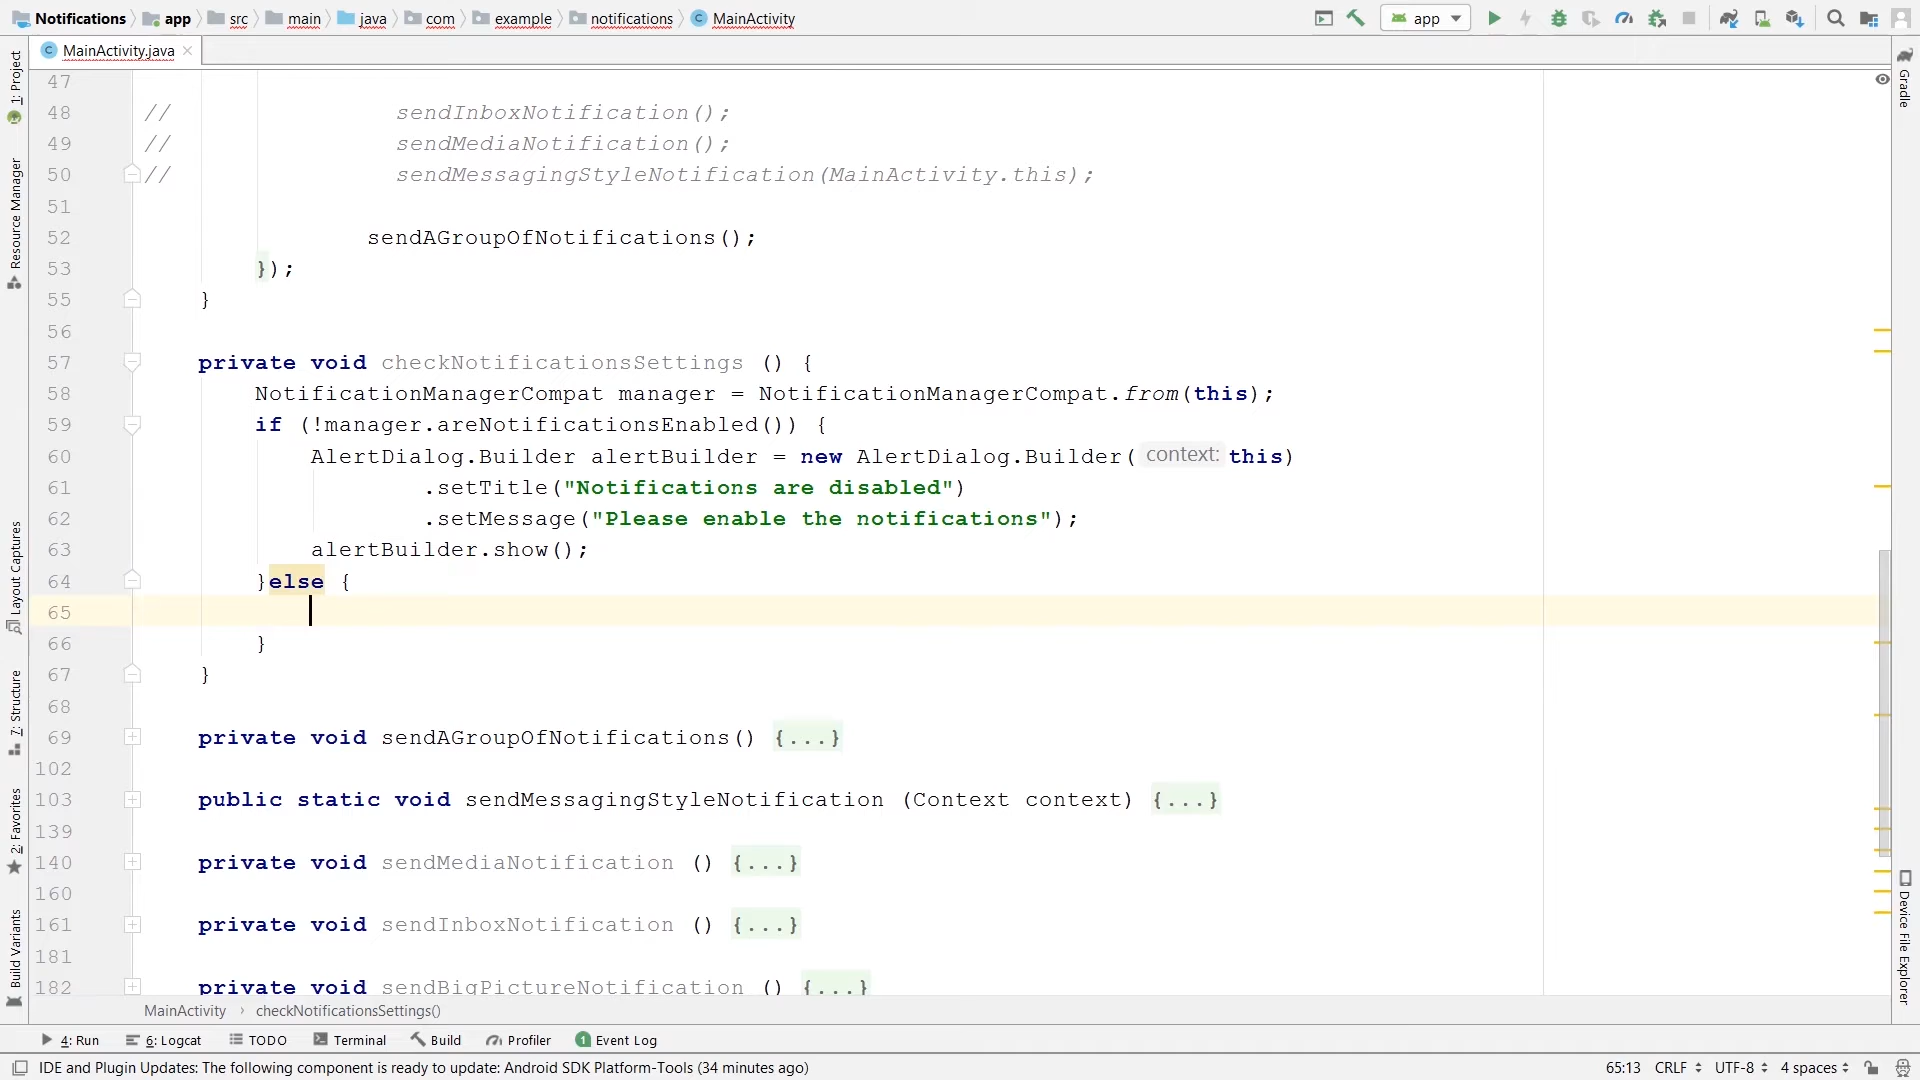 Notifications app src main java com example notifications MainActivity app
MainActivity.java
47
48 // sendInboxNotification();
49 // sendMediaNotification();
50 // sendMessagingStyleNotification(MainActivity.this);
51
52 sendAGroupOfNotifications();
53 });
55 }
56
57 private void checkNotificationsSettings () {
58 NotificationManagerCompat manager = NotificationManagerCompat.from(this);
59 if (!manager.areNotificationsEnabled()) {
60 AlertDialog.Builder alertBuilder = new AlertDialog.Builder( context: this)
61 .setTitle("Notifications are disabled")
62 .setMessage("Please enable the notifications");
63 alertBuilder.show();
64 }else {
65
66 }
67 }
68
69 private void sendAGroupOfNotifications() {...}
102
103 public static void sendMessagingStyleNotification (Context context) {...}
139
140 private void sendMediaNotification () {...}
160
161 private void sendInboxNotification () {...}
181
182 private void sendBigPictureNotification () {...}
MainActivity › checkNotificationsSettings()
1: Project
Resource Manager
Layout Captures
7: Structure
2: Favorites
Build Variants
Gradle
Device File Explorer
4: Run 6: Logcat TODO Terminal Build Profiler 1 Event Log
IDE and Plugin Updates: The following component is ready to update: Android SDK Platform-Tools (34 minutes ago) 65:13 CRLF UTF-8 4 spaces